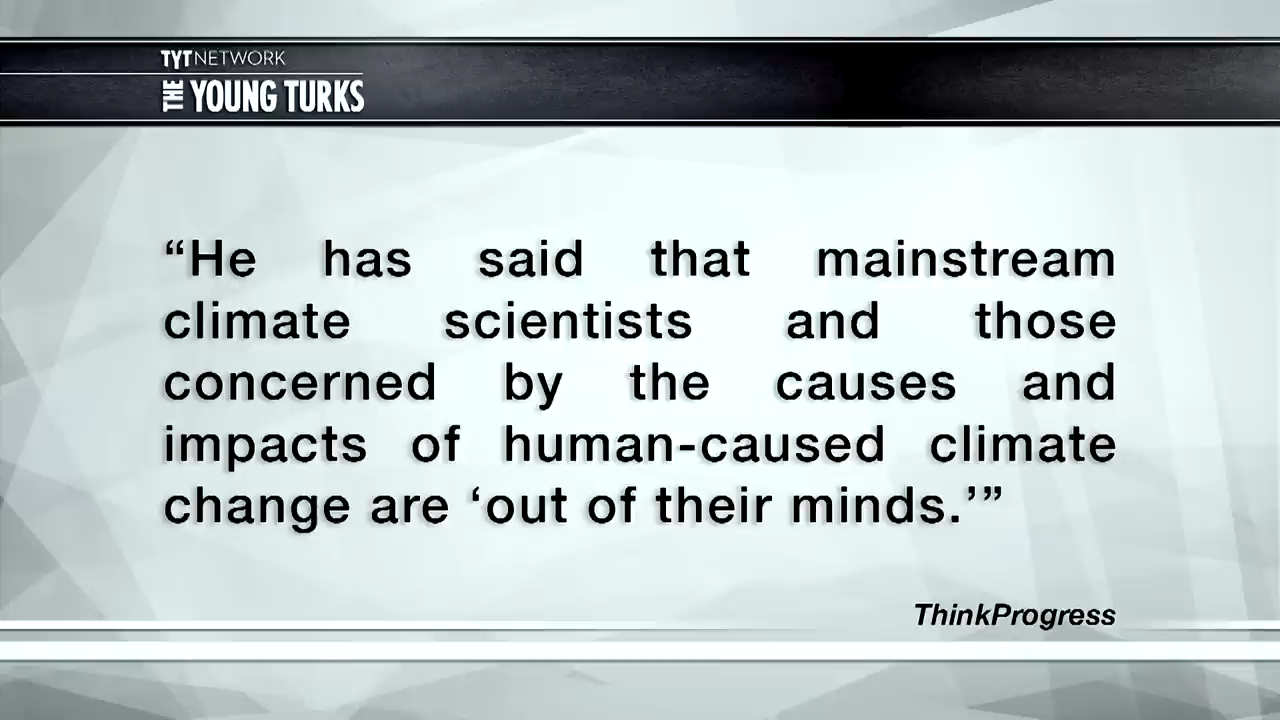 TYT NETWORK
THE YOUNG TURKS
“He has said that mainstream
climate scientists and those
concerned by the causes and
impacts of human-caused climate
change are ‘out of their minds.’”
ThinkProgress